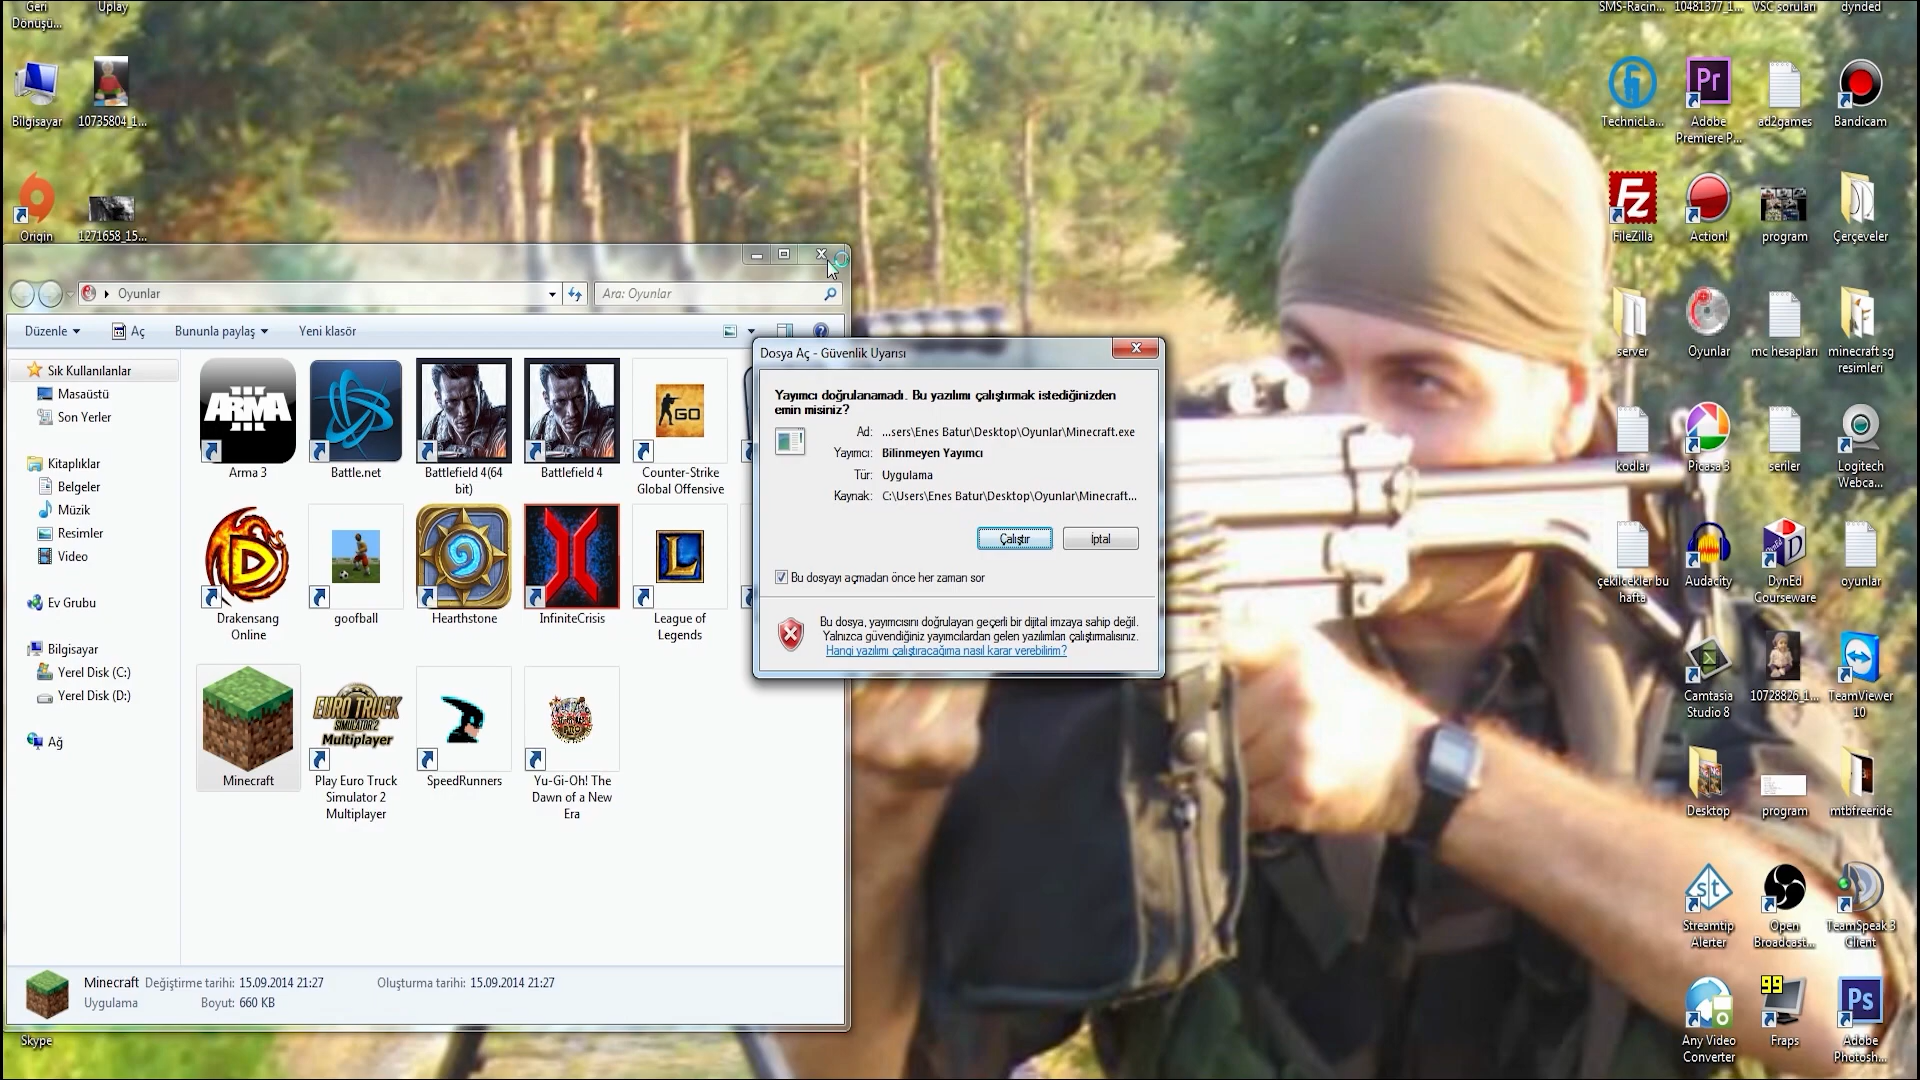 Geri
Dönüşü...
Uplay
SMS-Racin...
10481377_1...
VSC soruları
dynded
Bilgisayar
10735804_1...
TechnicLa...
Adobe
Premiere P...
ad2games
Bandicam
Origin
1271658_15...
FileZilla
Action!
program
Çerçeveler
Oyunlar
Ara: Oyunlar
Düzenle
Aç
Bununla paylaş
Yeni klasör
Sık Kullanılanlar
Masaüstü
Son Yerler
Kitaplıklar
Belgeler
Müzik
Resimler
Video
Ev Grubu
Bilgisayar
Yerel Disk (C:)
Yerel Disk (D:)
Ağ
ARMA III
GO
Arma 3
Battle.net
Battlefield 4(64
bit)
Battlefield 4
Counter-Strike
Global Offensive
Drakensang
Online
goofball
Hearthstone
InfiniteCrisis
League of
Legends
EURO TRUCK
SIMULATOR 2
Multiplayer
Minecraft
Play Euro Truck
Simulator 2
Multiplayer
SpeedRunners
Yu-Gi-Oh! The
Dawn of a New
Era
Minecraft Değiştirme tarihi: 15.09.2014 21:27 Oluşturma tarihi: 15.09.2014 21:27
Uygulama Boyut: 660 KB
Skype
Dosya Aç - Güvenlik Uyarısı
Yayımcı doğrulanamadı. Bu yazılımı çalıştırmak istediğinizden
emin misiniz?
Ad: ...sers\Enes Batur\Desktop\Oyunlar\Minecraft.exe
Yayımcı: Bilinmeyen Yayımcı
Tür: Uygulama
Kaynak: C:\Users\Enes Batur\Desktop\Oyunlar\Minecraft...
Çalıştır
İptal
Bu dosyayı açmadan önce her zaman sor
Bu dosya, yayımcısını doğrulayan geçerli bir dijital imzaya sahip değil.
Yalnızca güvendiğiniz yayımcılardan gelen yazılımları çalıştırmalısınız.
Hangi yazılımı çalıştıracağıma nasıl karar verebilirim?
server
Oyunlar
mc hesapları
minecraft sg
resimleri
kodlar
Picasa 3
seriler
Logitech
Webca...
çekilcekler bu
hafta
Audacity
DynEd
Courseware
oyunlar
Camtasia
Studio 8
10728826_1...
TeamViewer
10
Desktop
program
mtbfreeride
Streamtip
Alerter
Open
Broadcast...
TeamSpeak 3
Client
99
Any Video
Converter
Fraps
Adobe
Photosh...